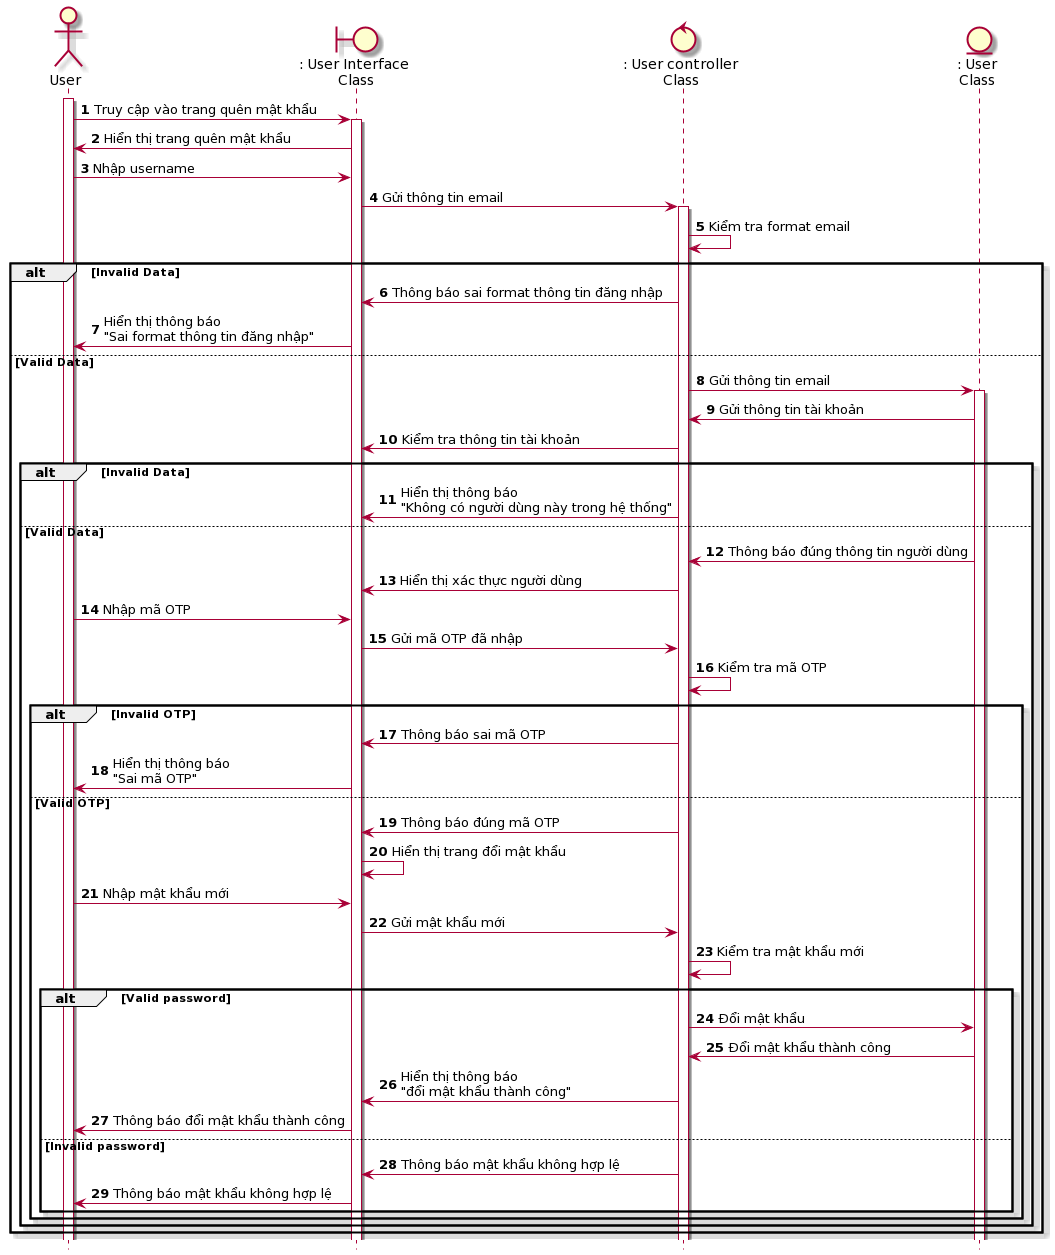 User
: User Interface
Class
: User controller
Class
: User
Class
1 Truy cập vào trang quên mật khẩu
2 Hiển thị trang quên mật khẩu
3 Nhập username
4 Gửi thông tin email
5 Kiểm tra format email
alt [Invalid Data]
6 Thông báo sai format thông tin đăng nhập
7 Hiển thị thông báo
"Sai format thông tin đăng nhập"
[Valid Data]
8 Gửi thông tin email
9 Gửi thông tin tài khoản
10 Kiểm tra thông tin tài khoản
alt [Invalid Data]
11 Hiển thị thông báo
"Không có người dùng này trong hệ thống"
[Valid Data]
12 Thông báo đúng thông tin người dùng
13 Hiển thị xác thực người dùng
14 Nhập mã OTP
15 Gửi mã OTP đã nhập
16 Kiểm tra mã OTP
alt [Invalid OTP]
17 Thông báo sai mã OTP
18 Hiển thị thông báo
"Sai mã OTP"
[Valid OTP]
19 Thông báo đúng mã OTP
20 Hiển thị trang đổi mật khẩu
21 Nhập mật khẩu mới
22 Gửi mật khẩu mới
23 Kiểm tra mật khẩu mới
alt [Valid password]
24 Đổi mật khẩu
25 Đổi mật khẩu thành công
26 Hiển thị thông báo
"đổi mật khẩu thành công"
27 Thông báo đổi mật khẩu thành công
[Invalid password]
28 Thông báo mật khẩu không hợp lệ
29 Thông báo mật khẩu không hợp lệ